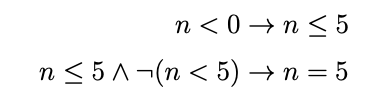 n < 0 → n ≤ 5
n ≤ 5 ∧ ¬(n < 5) → n = 5